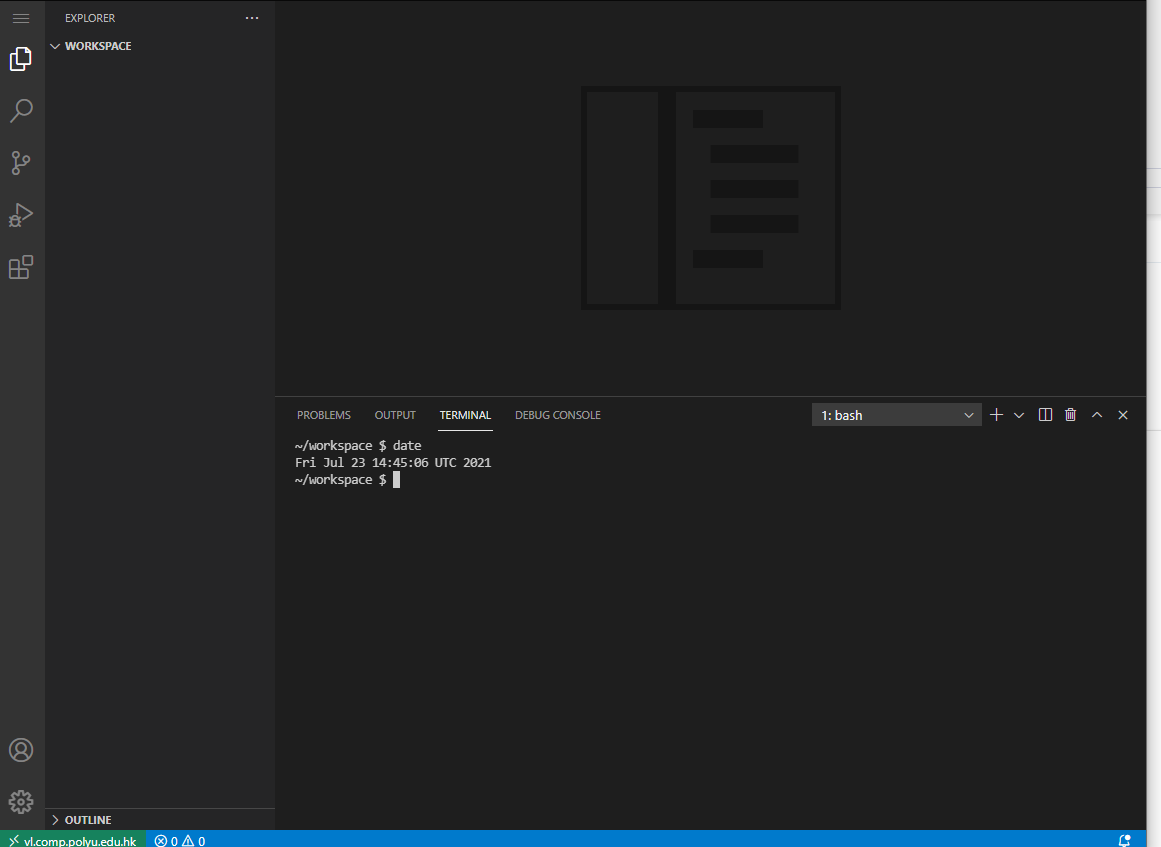 EXPLORER
WORKSPACE
PROBLEMS OUTPUT TERMINAL DEBUG CONSOLE 1: bash
~/workspace $ date
Fri Jul 23 14:45:06 UTC 2021
~/workspace $
OUTLINE
vl.comp.polyu.edu.hk 0 0